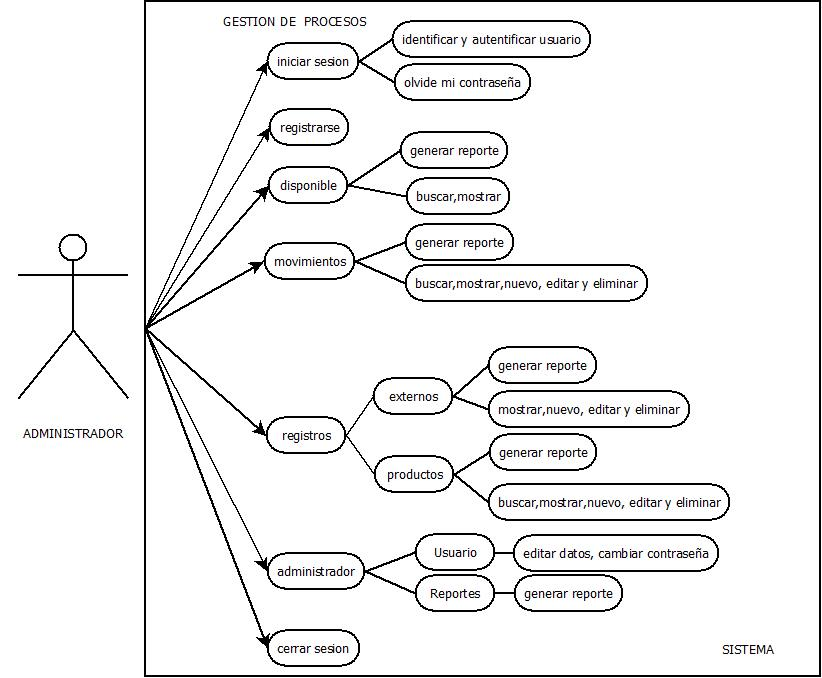 GESTION DE PROCESOS
iniciar sesion
identificar y autentificar usuario
olvide mi contraseña
registrarse
disponible
generar reporte
buscar,mostrar
movimientos
generar reporte
buscar,mostrar,nuevo, editar y eliminar
registros
externos
generar reporte
mostrar,nuevo, editar y eliminar
productos
generar reporte
buscar,mostrar,nuevo, editar y eliminar
administrador
Usuario
editar datos, cambiar contraseña
Reportes
generar reporte
cerrar sesion
ADMINISTRADOR
SISTEMA